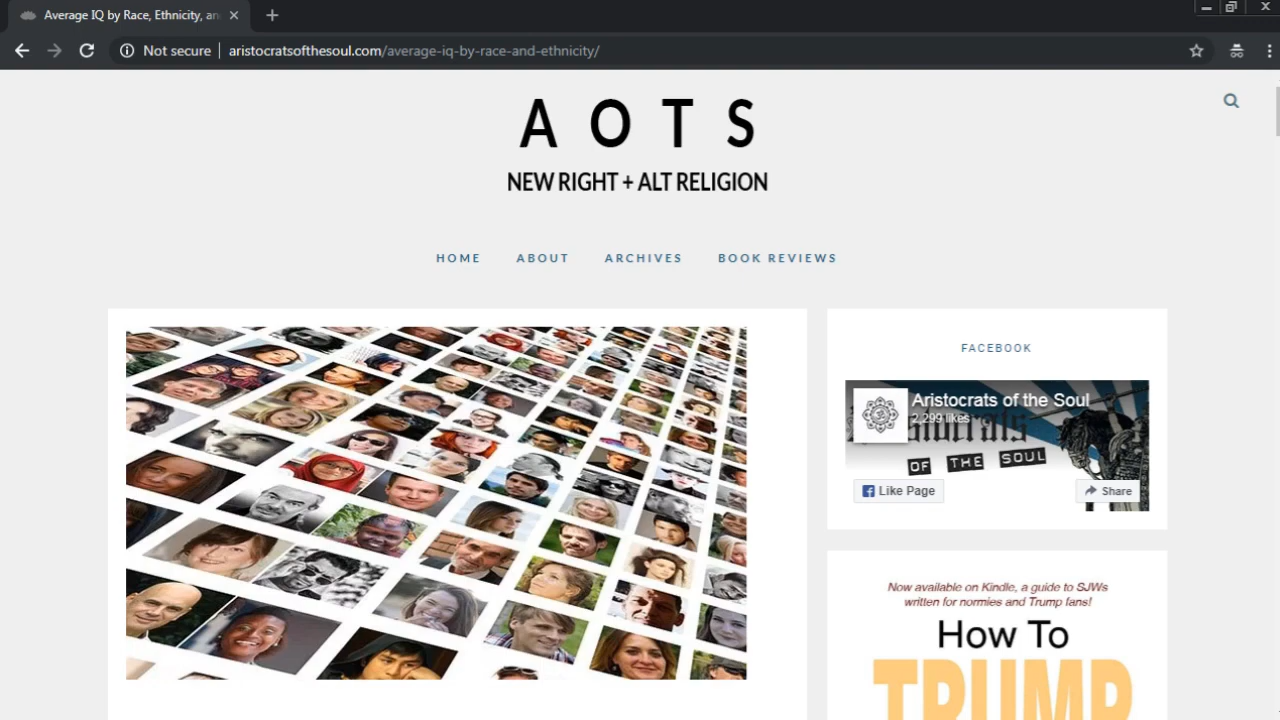 Average IQ by Race, Ethnicity, an
Not secure
aristocratsofthesoul.com/average-iq-by-race-and-ethnicity/
A O T S
NEW RIGHT + ALT RELIGION
HOME
ABOUT
ARCHIVES
BOOK REVIEWS
FACEBOOK
Aristocrats of the Soul
2,299 likes
OF THE SOUL
Like Page
Share
Now available on Kindle, a guide to SJWs
written for normies and Trump fans!
How To
TRUMP